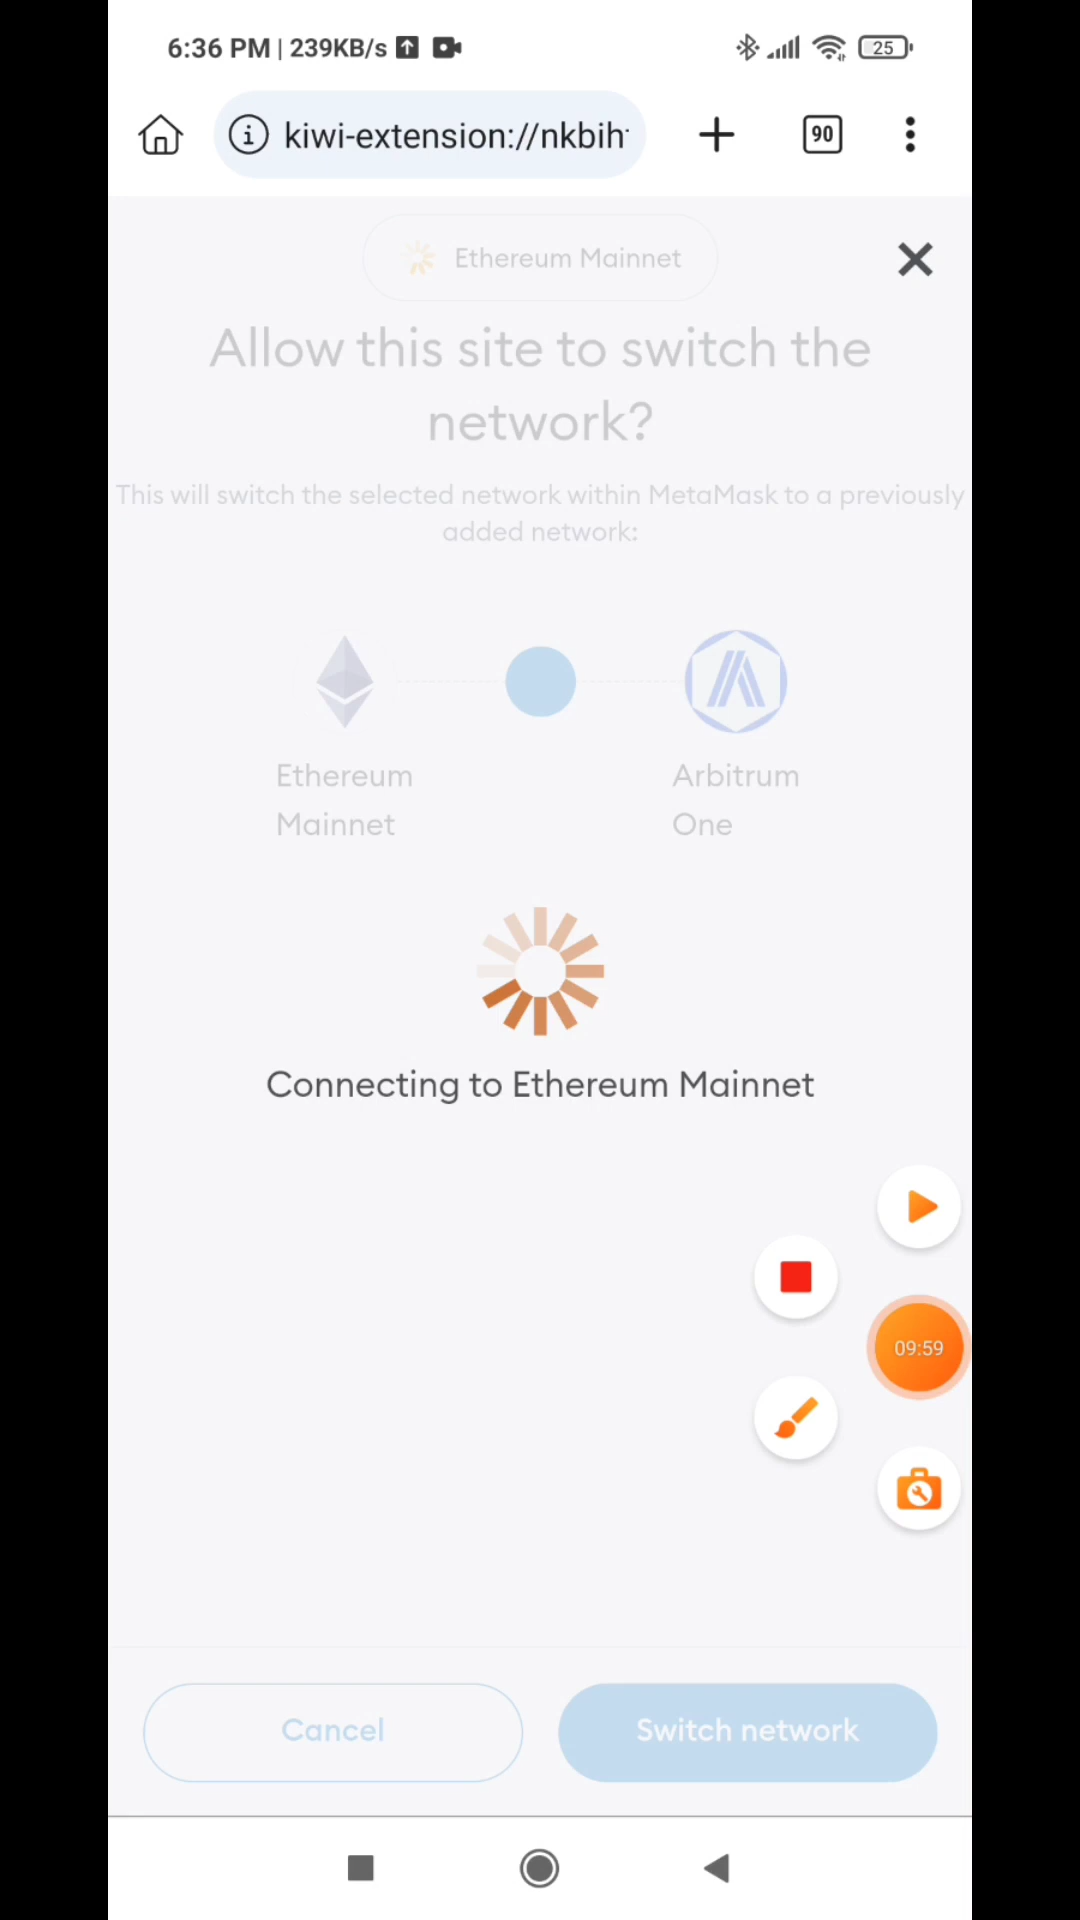 6:36 PM | 239KB/s
25
kiwi-extension://nkbih
90
Ethereum Mainnet
Allow this site to switch the
network?
This will switch the selected network within MetaMask to a previously
added network:
Ethereum
Mainnet
Arbitrum
One
Connecting to Ethereum Mainnet
09:59
Cancel
Switch network